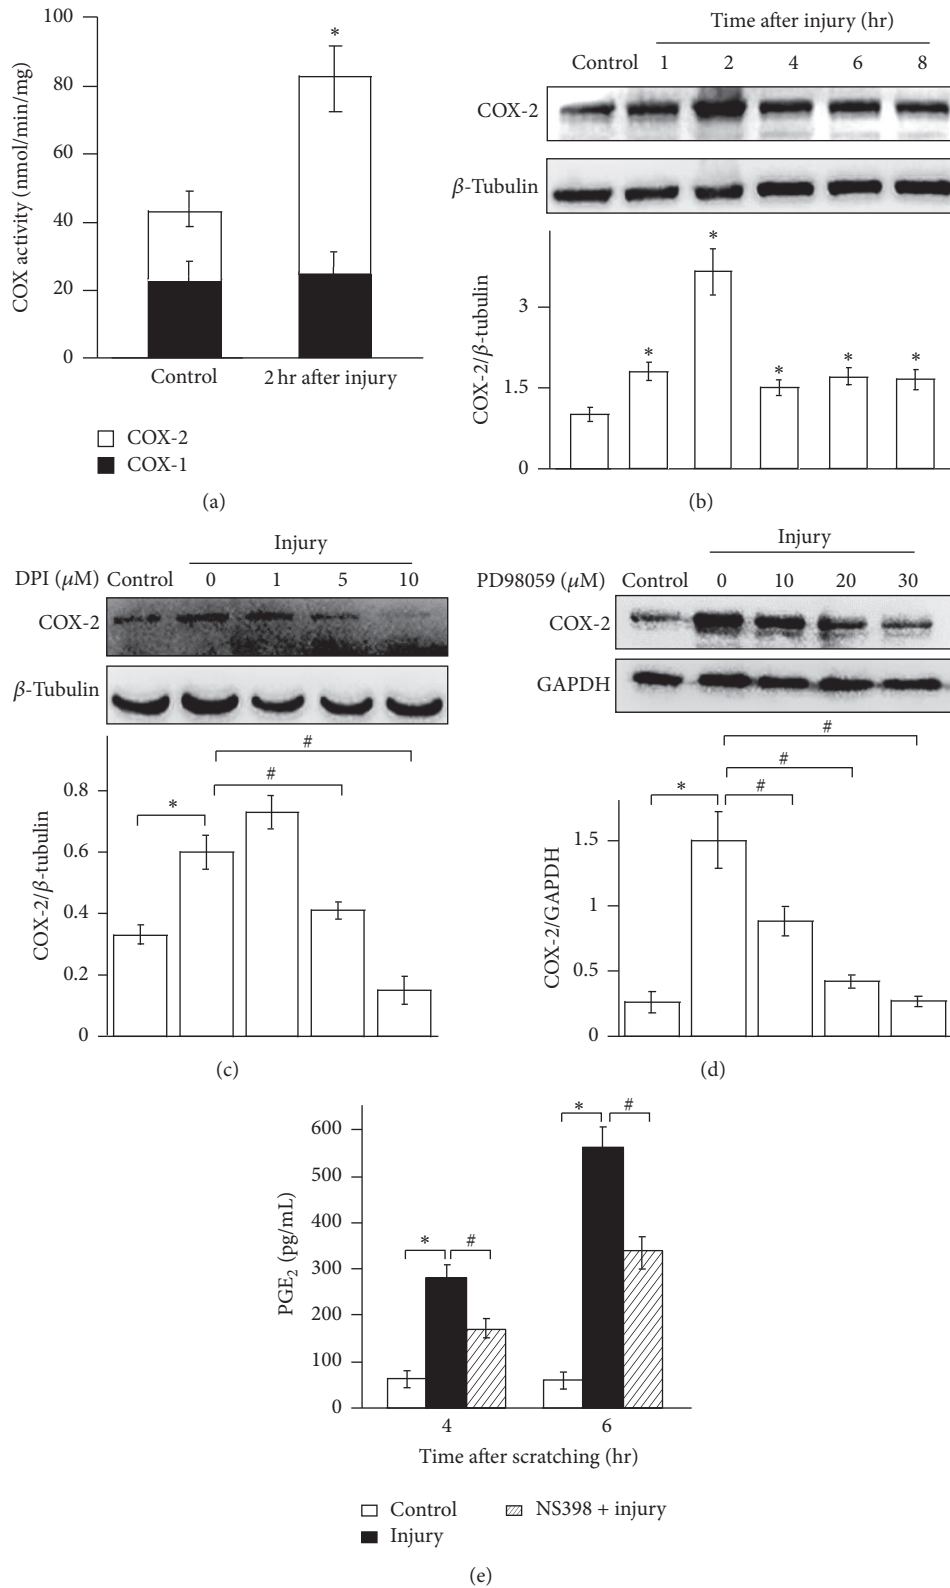 100
80
60
40
20
0
COX activity (nmol/min/mg)
*
Control
2 hr after injury
COX-2
COX-1
(a)
Time after injury (hr)
Control 1 2 4 6 8
COX-2
β-Tubulin
COX-2/β-tubulin
3
1.5
0
* * * * *
(b)
Injury
DPI (μM) Control 0 1 5 10
COX-2
β-Tubulin
COX-2/β-tubulin
0.8
0.6
0.4
0.2
0
#
#
*
(c)
Injury
PD98059 (μM) Control 0 10 20 30
COX-2
GAPDH
COX-2/GAPDH
1.5
1
0.5
0
#
#
* #
(d)
PGE2 (pg/mL)
600
500
400
300
200
100
0
* #
* #
4 6
Time after scratching (hr)
Control
Injury
NS398 + injury
(e)